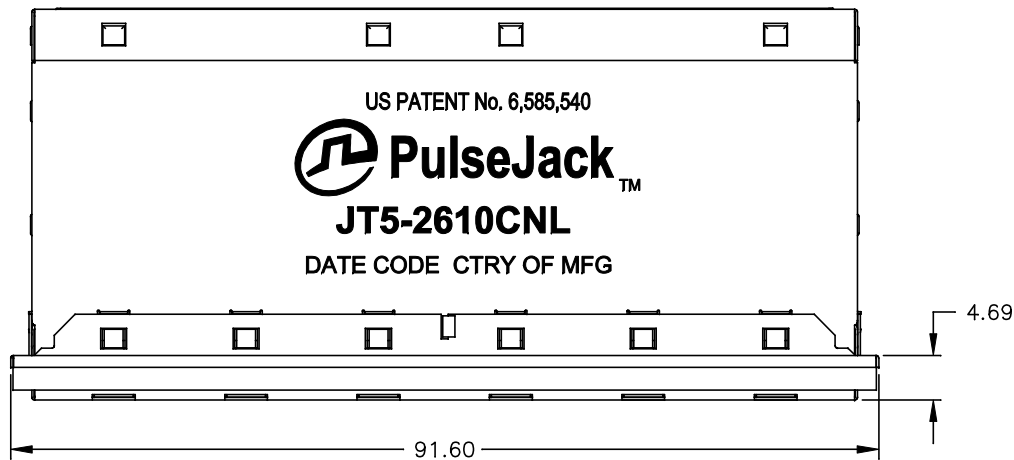 US PATENT No. 6,585,540
PulseJack TM
JT5-2610CNL
DATE CODE CTRY OF MFG
4.69
91.60